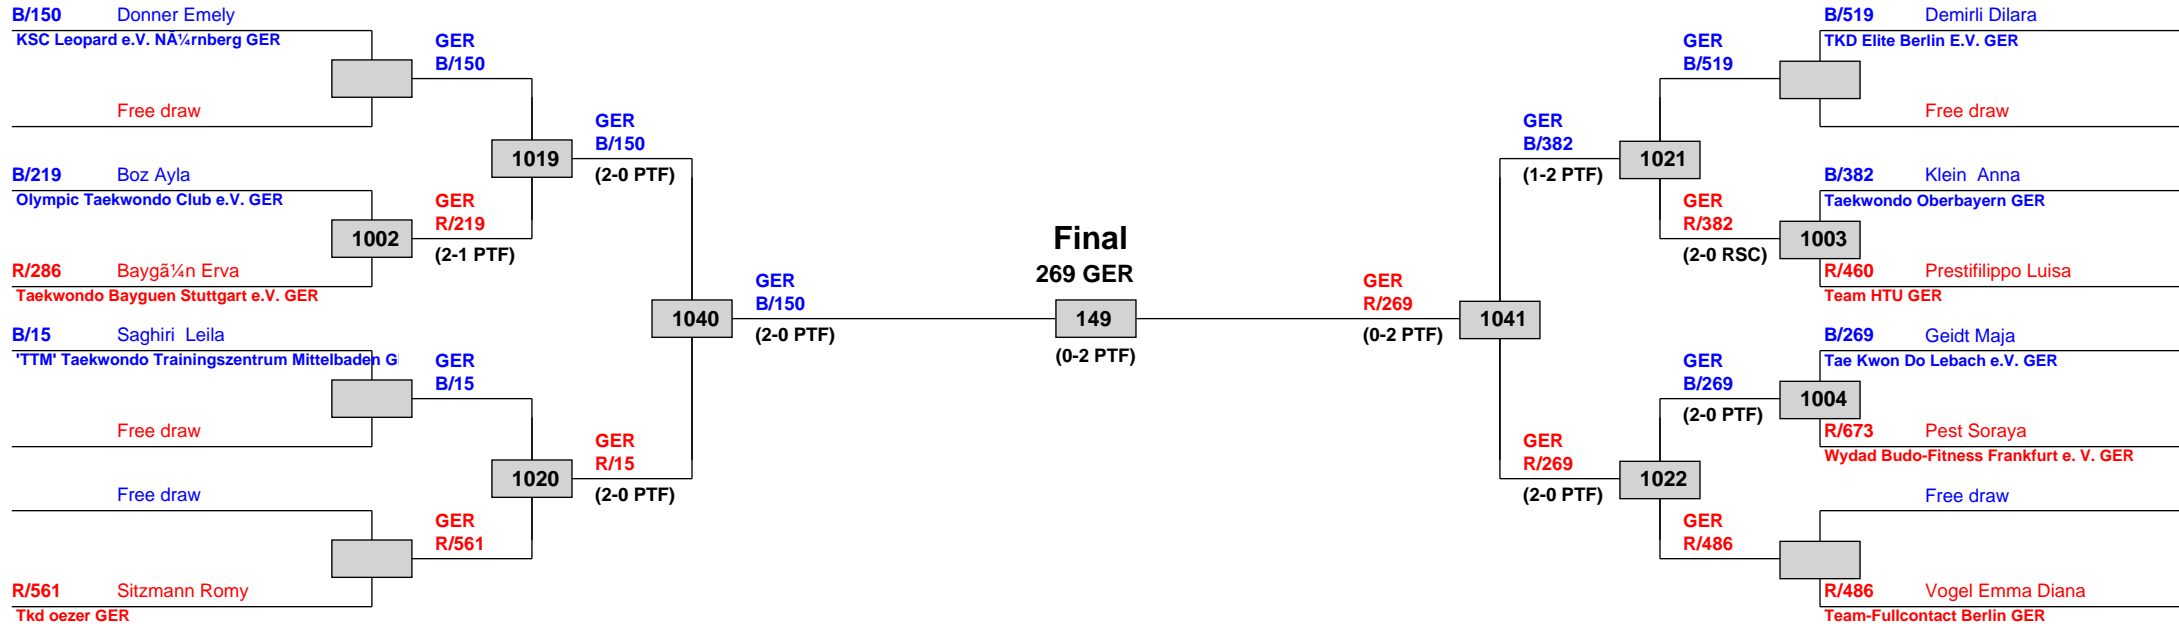 B/150 Donner Emely
KSC Leopard e.V. NÃ¼rnberg GER
Free draw
B/219 Boz Ayla
Olympic Taekwondo Club e.V. GER
R/286 Baygã¼n Erva
Taekwondo Bayguen Stuttgart e.V. GER
B/15 Saghiri Leila
'TTM' Taekwondo Trainingszentrum Mittelbaden G
Free draw
Free draw
R/561 Sitzmann Romy
Tkd oezer GER
GER
B/150
1002
GER
R/219
(2-1 PTF)
GER
B/15
GER
R/561
1019
GER
B/150
(2-0 PTF)
1020
GER
R/15
(2-0 PTF)
1040
GER
B/150
(2-0 PTF)
Final
269 GER
149
(0-2 PTF)
GER
R/269
(0-2 PTF)
1041
GER
B/382
(1-2 PTF)
1021
GER
R/269
(2-0 PTF)
1022
GER
B/519
GER
R/382
(2-0 RSC)
1003
GER
B/269
(2-0 PTF)
1004
GER
R/486
B/519 Demirli Dilara
TKD Elite Berlin E.V. GER
Free draw
B/382 Klein Anna
Taekwondo Oberbayern GER
R/460 Prestifilippo Luisa
Team HTU GER
B/269 Geidt Maja
Tae Kwon Do Lebach e.V. GER
R/673 Pest Soraya
Wydad Budo-Fitness Frankfurt e. V. GER
Free draw
R/486 Vogel Emma Diana
Team-Fullcontact Berlin GER